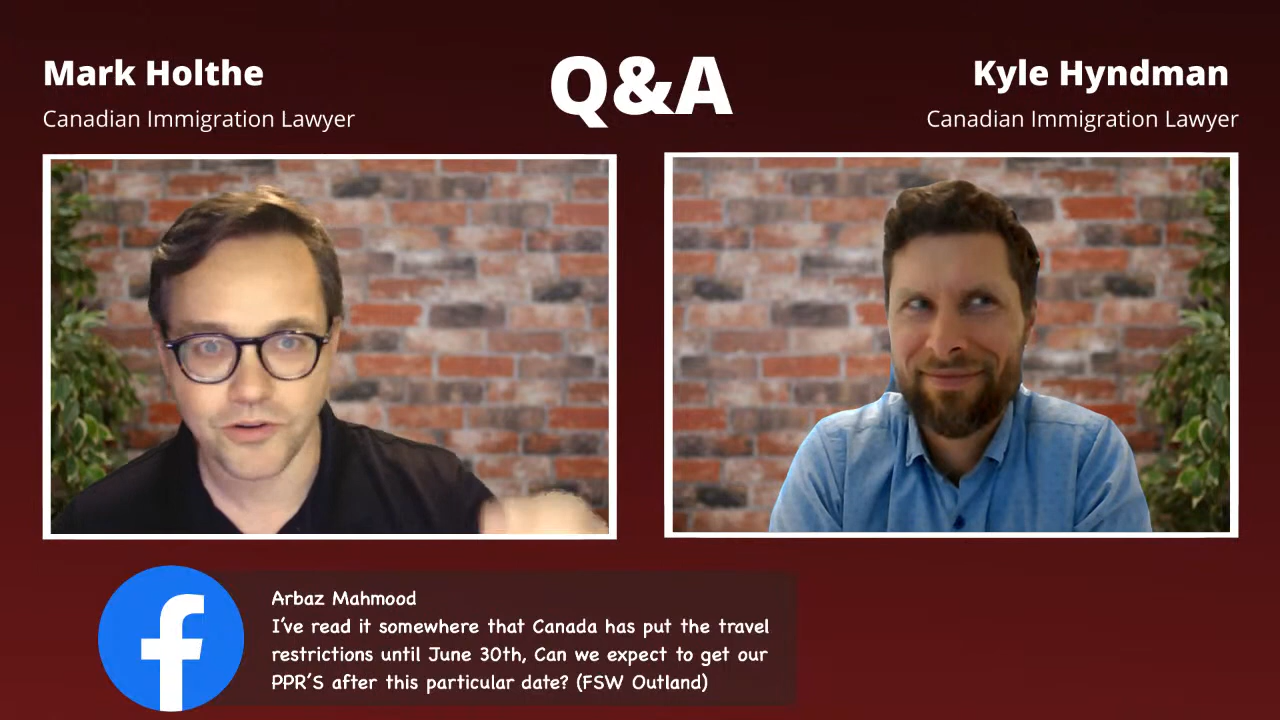 Mark Holthe
Canadian Immigration Lawyer
Q&A
Kyle Hyndman
Canadian Immigration Lawyer
Arbaz Mahmood
I've read it somewhere that Canada has put the travel
restrictions until June 30th, Can we expect to get our
PPR'S after this particular date? (FSW Outland)